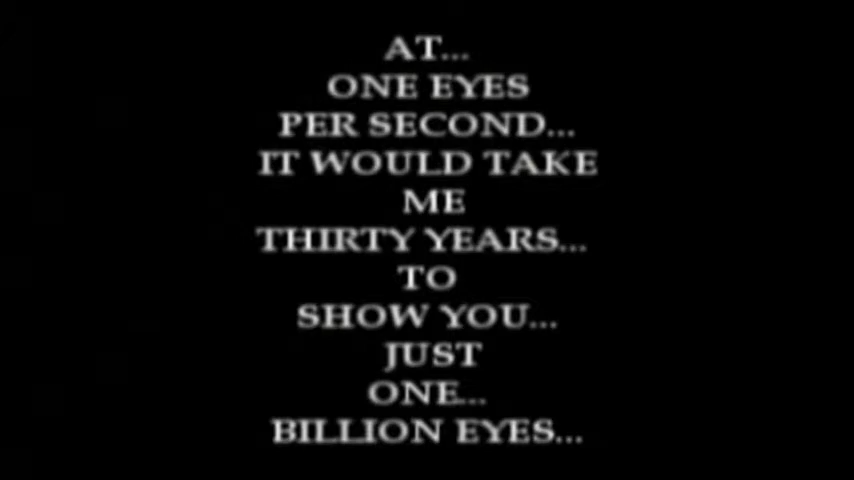 AT...
ONE EYES
PER SECOND...
IT WOULD TAKE
ME
THIRTY YEARS...
TO
SHOW YOU...
JUST
ONE...
BILLION EYES...